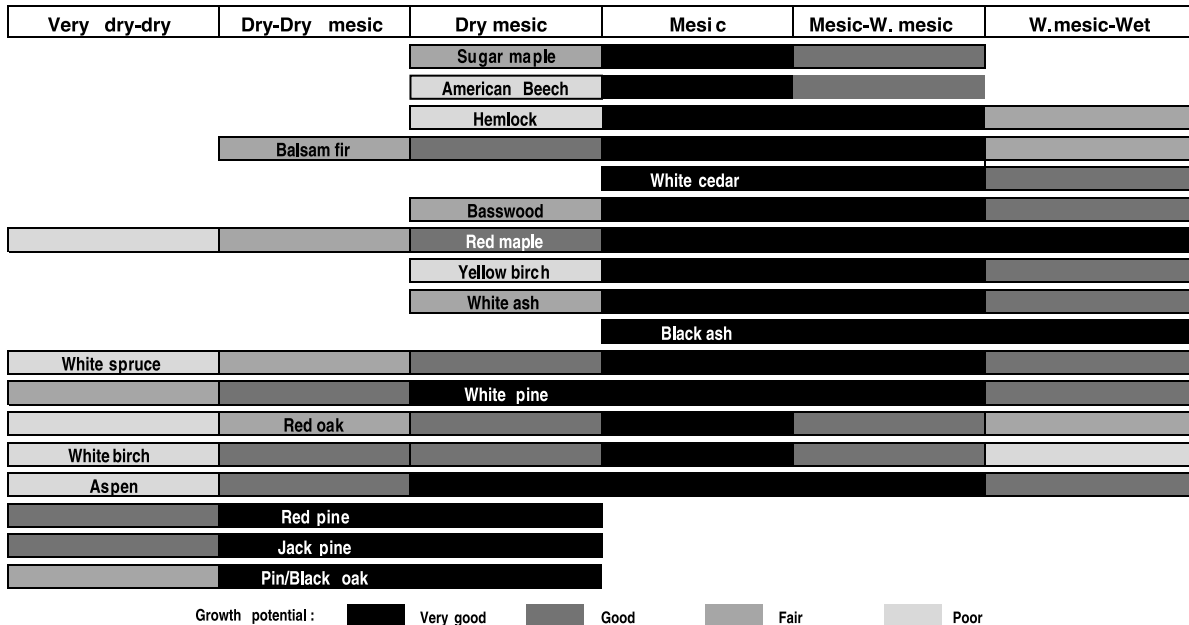 Very dry-dry Dry-Dry mesic Dry mesic Mesic Mesic-W. mesic W.mesic-Wet
Sugar maple
American Beech
Hemlock
Balsam fir
White cedar
Basswood
Red maple
Yellow birch
White ash
Black ash
White spruce
White pine
Red oak
White birch
Aspen
Red pine
Jack pine
Pin/Black oak
Growth potential : Very good Good Fair Poor